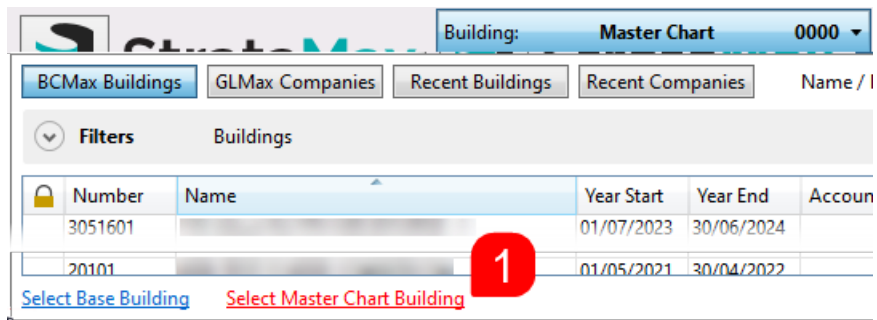 Building: Master Chart 0000
StrataMax
BCMax Buildings GLMax Companies Recent Buildings Recent Companies Name /
Filters Buildings
Number Name Year Start Year End
3051601 01/07/2023 30/06/2024
1
20101 01/05/2021 30/04/2022
Select Base Building Select Master Chart Building